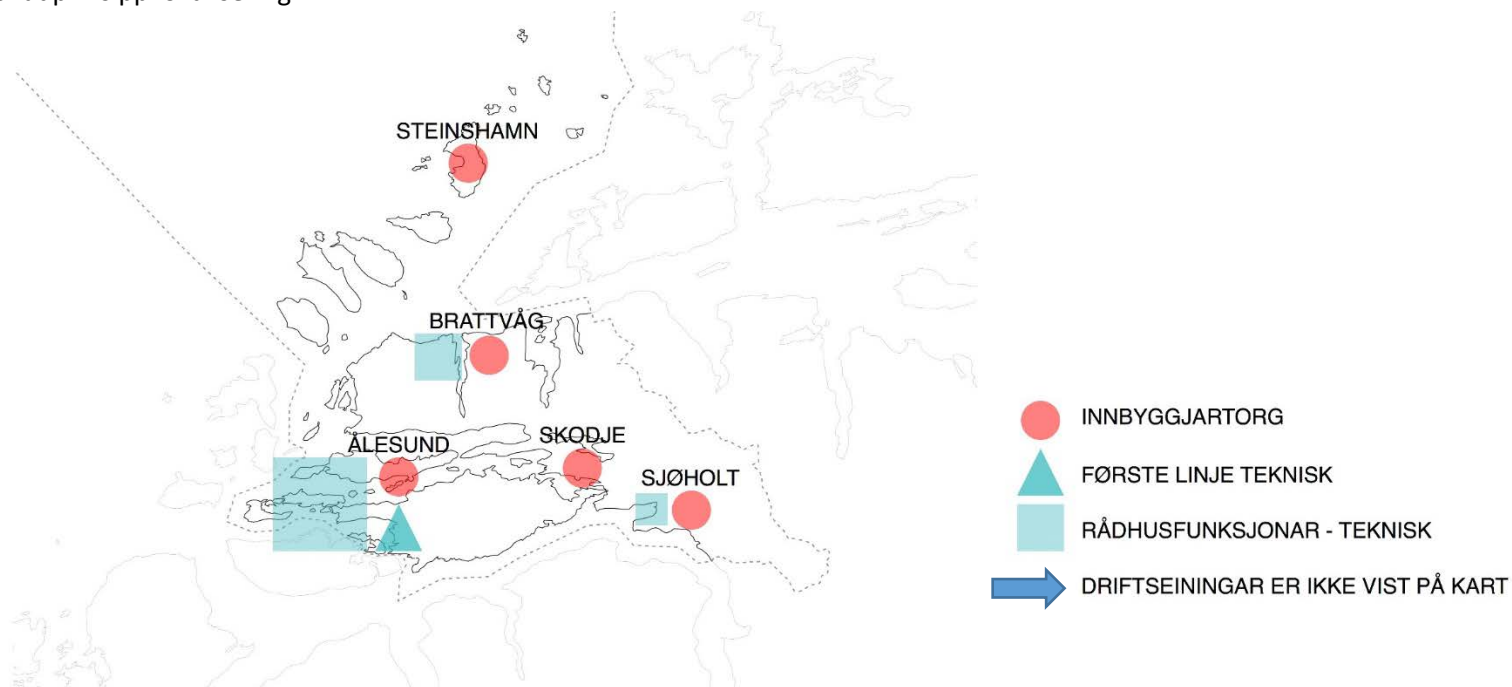 STEINSHAMN
BRATTVÅG
ÅLESUND
SKODJE
SJØHOLT
INNBYGGJARTORG
FØRSTE LINJE TEKNISK
RÅDHUSFUNKSJONAR - TEKNISK
DRIFTSEININGAR ER IKKE VIST PÅ KART